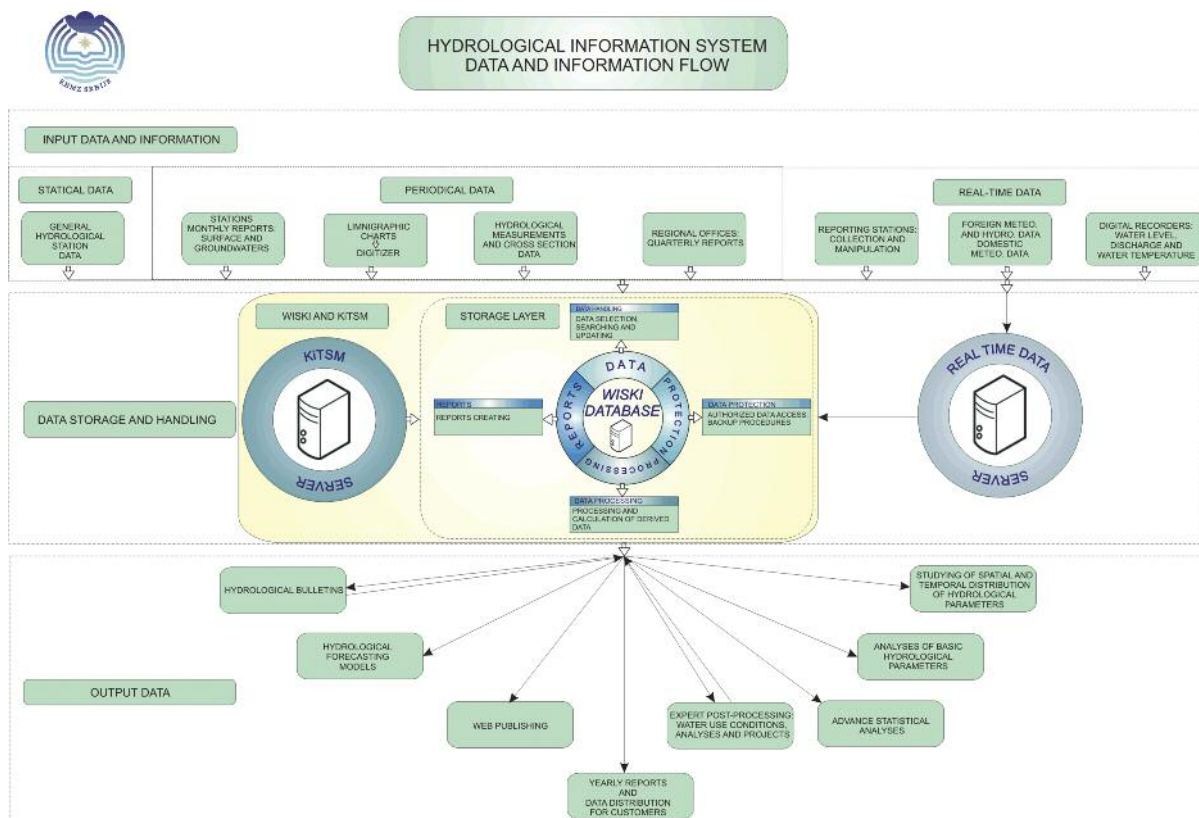 RHMZ SRBIJE
HYDROLOGICAL INFORMATION SYSTEM
DATA AND INFORMATION FLOW
INPUT DATA AND INFORMATION
STATICAL DATA
PERIODICAL DATA
REAL-TIME DATA
GENERAL
HYDROLOGICAL
STATION
DATA
STATIONS
MONTHLY REPORTS:
SURFACE AND
GROUNDWATERS
LIMNIGRAPHIC
CHARTS
DIGITIZER
HYDROLOGICAL
MEASUREMENTS
AND CROSS SECTION
DATA
REGIONAL OFFICES:
QUARTERLY REPORTS
REPORTING STATIONS:
COLLECTION AND
MANIPULATION
FOREIGN METEO.
AND HYDRO. DATA
DOMESTIC
METEO. DATA
DIGITAL RECORDERS:
WATER LEVEL,
DISCHARGE AND
WATER TEMPERATURE
DATA STORAGE AND HANDLING
WISKI AND KiTSM
KiTSM
SERVER
STORAGE LAYER
DATA HANDLING
DATA SELECTION,
SEARCHING AND
UPDATING
REPORTS
REPORTS CREATING
DATA
PROTECTION
PROCESSING
REPORTS
WISKI
DATABASE
DATA PROTECTION
AUTHORIZED DATA ACCESS
BACKUP PROCEDURES
DATA PROCESSING
PROCESSING AND
CALCULATION OF DERIVED
DATA
REAL TIME DATA
SERVER
OUTPUT DATA
HYDROLOGICAL BULLETINS
HYDROLOGICAL
FORECASTING
MODELS
WEB PUBLISHING
YEARLY REPORTS
AND
DATA DISTRIBUTION
FOR CUSTOMERS
EXPERT POST-PROCESSING:
WATER USE CONDITIONS,
ANALYSES AND PROJECTS
ADVANCE STATISTICAL
ANALYSES
ANALYSES OF BASIC
HYDROLOGICAL
PARAMETERS
STUDYING OF SPATIAL AND
TEMPORAL DISTRIBUTION
OF HYDROLOGICAL
PARAMETERS